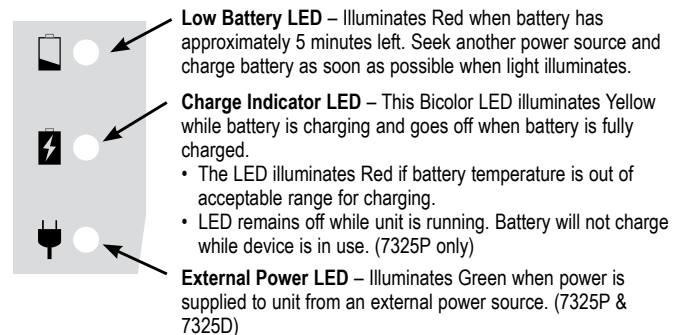 Low Battery LED – Illuminates Red when battery has
approximately 5 minutes left. Seek another power source and
charge battery as soon as possible when light illuminates.
Charge Indicator LED – This Bicolor LED illuminates Yellow
while battery is charging and goes off when battery is fully
charged.
• The LED illuminates Red if battery temperature is out of
acceptable range for charging.
• LED remains off while unit is running. Battery will not charge
while device is in use. (7325P only)
External Power LED – Illuminates Green when power is
supplied to unit from an external power source. (7325P &
7325D)